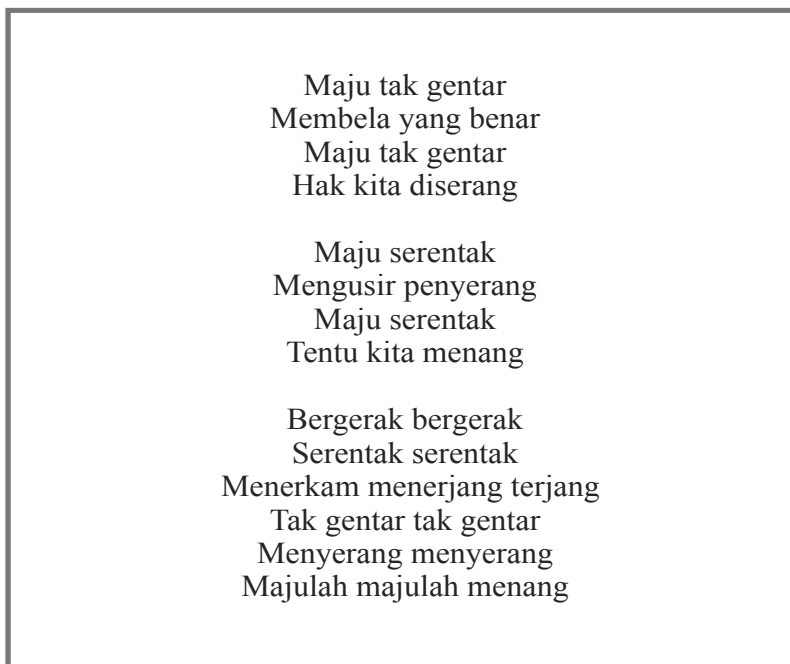 Maju tak gentar
Membela yang benar
Maju tak gentar
Hak kita diserang
Maju serentak
Mengusir penyerang
Maju serentak
Tentu kita menang
Bergerak bergerak
Serentak serentak
Menerkam menerjang terjang
Tak gentar tak gentar
Menyerang menyerang
Majulah majulah menang